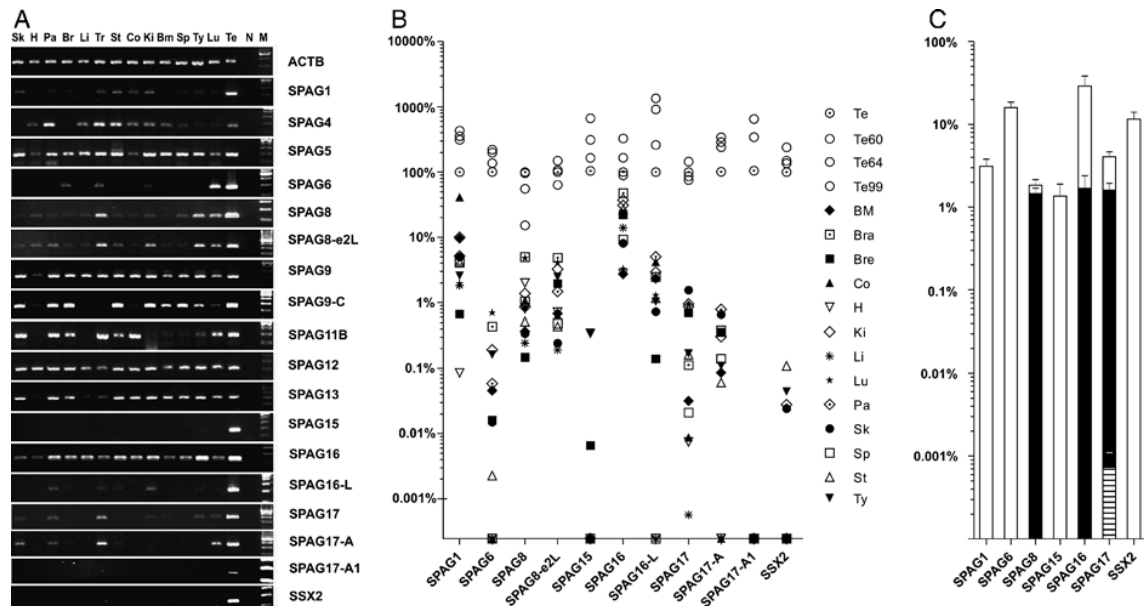 A
Sk H Pa Br Li Tr St Co Ki Bm Sp Ty Lu Te N M
ACTB
SPAG1
SPAG4
SPAG5
SPAG6
SPAG8
SPAG8-e2L
SPAG9
SPAG9-C
SPAG11B
SPAG12
SPAG13
SPAG15
SPAG16
SPAG16-L
SPAG17
SPAG17-A
SPAG17-A1
SSX2
B
10000%
1000%
100%
10%
1%
0.1%
0.01%
0.001%
SPAG1
SPAG6
SPAG8
SPAG8-e2L
SPAG15
SPAG16
SPAG16-L
SPAG17
SPAG17-A
SPAG17-A1
SSX2
Te
Te60
Te64
Te99
BM
Bra
Bre
Co
H
Ki
Li
Lu
Pa
Sk
Sp
St
Ty
C
100%
10%
1%
0.1%
0.01%
0.001%
SPAG1
SPAG6
SPAG8
SPAG15
SPAG16
SPAG17
SSX2